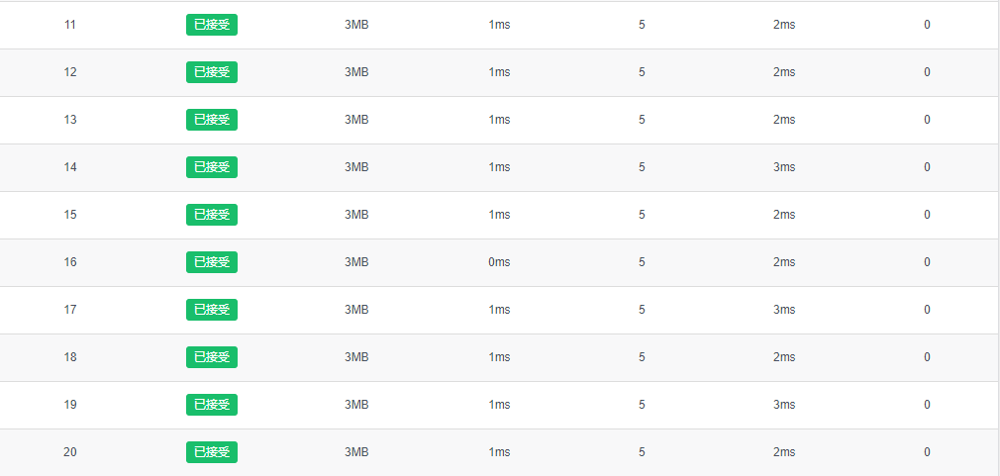 11 已接受 3MB 1ms 5 2ms 0
12 已接受 3MB 1ms 5 2ms 0
13 已接受 3MB 1ms 5 2ms 0
14 已接受 3MB 1ms 5 3ms 0
15 已接受 3MB 1ms 5 2ms 0
16 已接受 3MB 0ms 5 2ms 0
17 已接受 3MB 1ms 5 3ms 0
18 已接受 3MB 1ms 5 2ms 0
19 已接受 3MB 1ms 5 3ms 0
20 已接受 3MB 1ms 5 2ms 0